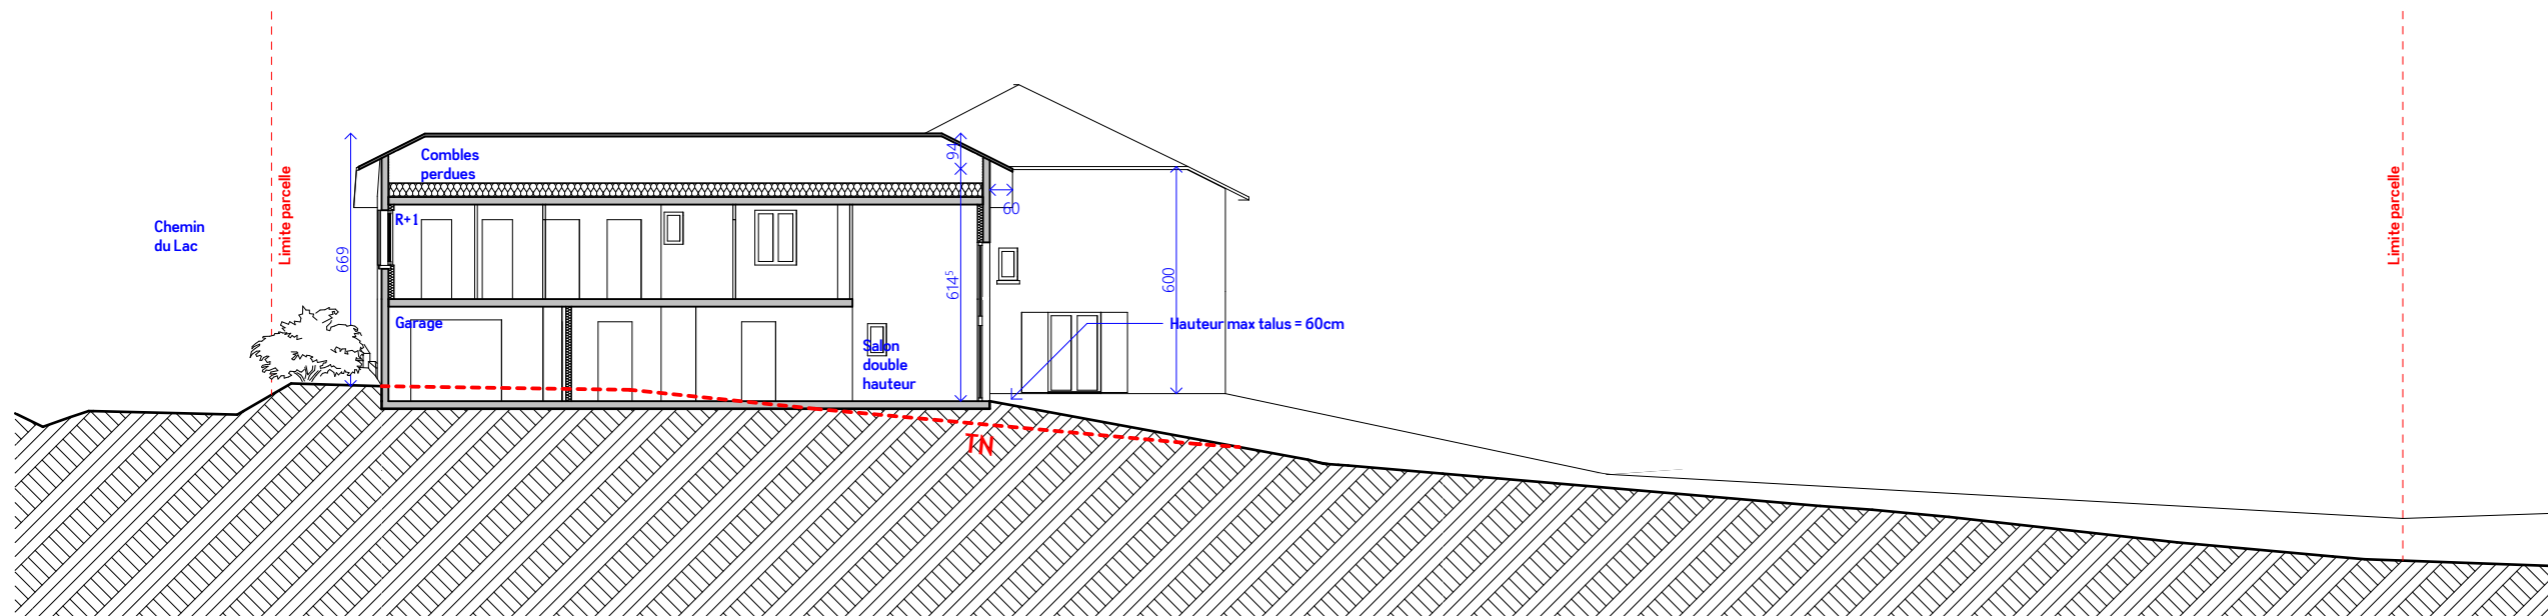 Chemin
du Lac
Limite parcelle
669
Combles
perdues
94
R+1
60
614⁵
600
Garage
Salon
double
hauteur
Hauteur max talus = 60cm
TN
Limite parcelle